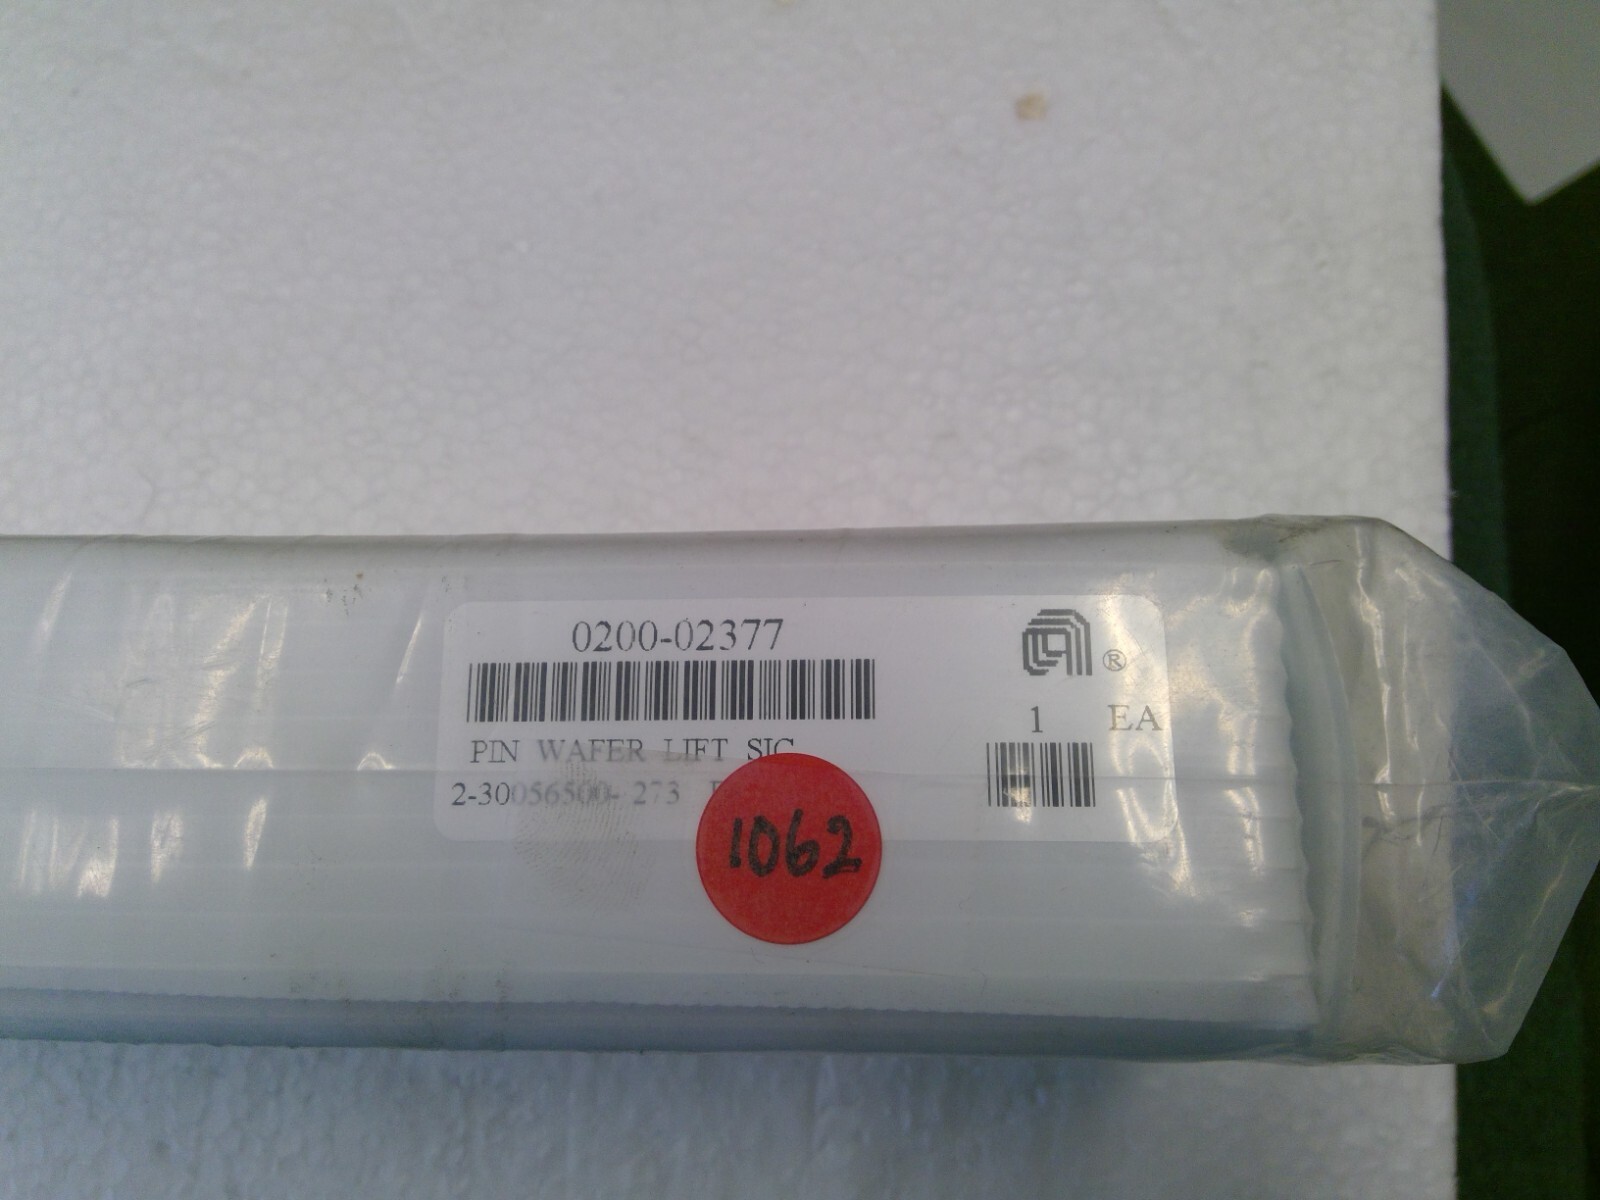 0200-02377
®
1 EA
PIN WAFER LIFT SIC
2-30056500- 273
1062